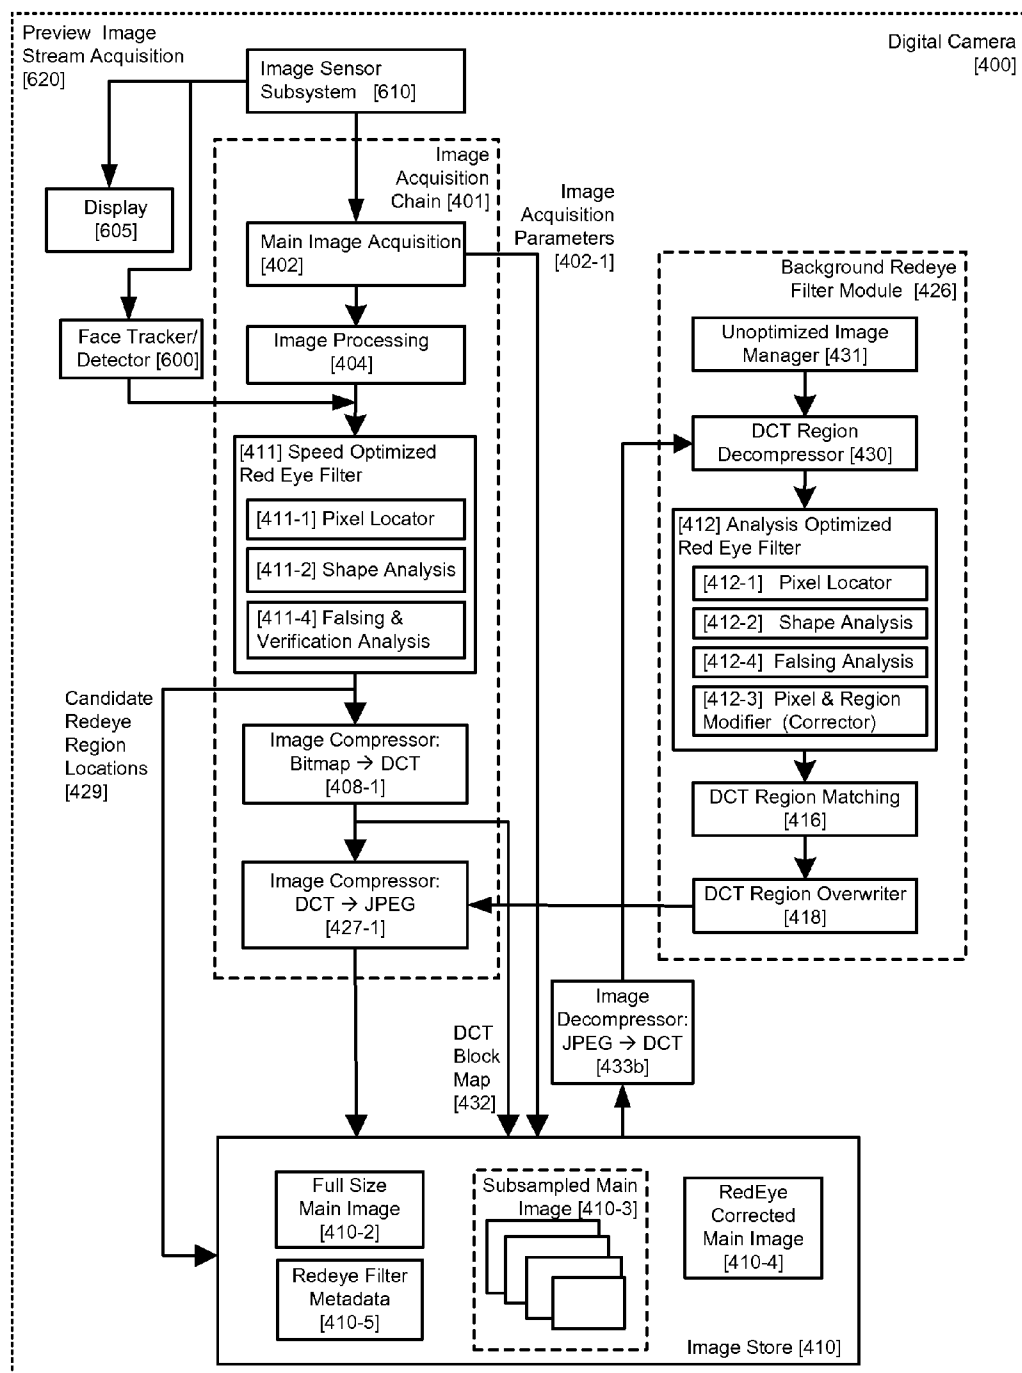 Preview Image
Stream Acquisition
[620]
Digital Camera
[400]
Image Sensor
Subsystem [610]
Image
Acquisition
Chain [401]
Image
Acquisition
Parameters
[402-1]
Display
[605]
Main Image Acquisition
[402]
Background Redeye
Filter Module [426]
Face Tracker/
Detector [600]
Image Processing
[404]
Unoptimized Image
Manager [431]
DCT Region
Decompressor [430]
[411] Speed Optimized
Red Eye Filter
[411-1] Pixel Locator
[411-2] Shape Analysis
[411-4] Falsing &
Verification Analysis
[412] Analysis Optimized
Red Eye Filter
[412-1] Pixel Locator
[412-2] Shape Analysis
[412-4] Falsing Analysis
[412-3] Pixel & Region
Modifier (Corrector)
Candidate
Redeye
Region
Locations
[429]
Image Compressor:
Bitmap → DCT
[408-1]
DCT Region Matching
[416]
Image Compressor:
DCT → JPEG
[427-1]
DCT Region Overwriter
[418]
Image
Decompressor:
JPEG → DCT
[433b]
DCT
Block
Map
[432]
Full Size
Main Image
[410-2]
Subsampled Main
Image [410-3]
RedEye
Corrected
Main Image
[410-4]
Redeye Filter
Metadata
[410-5]
Image Store [410]